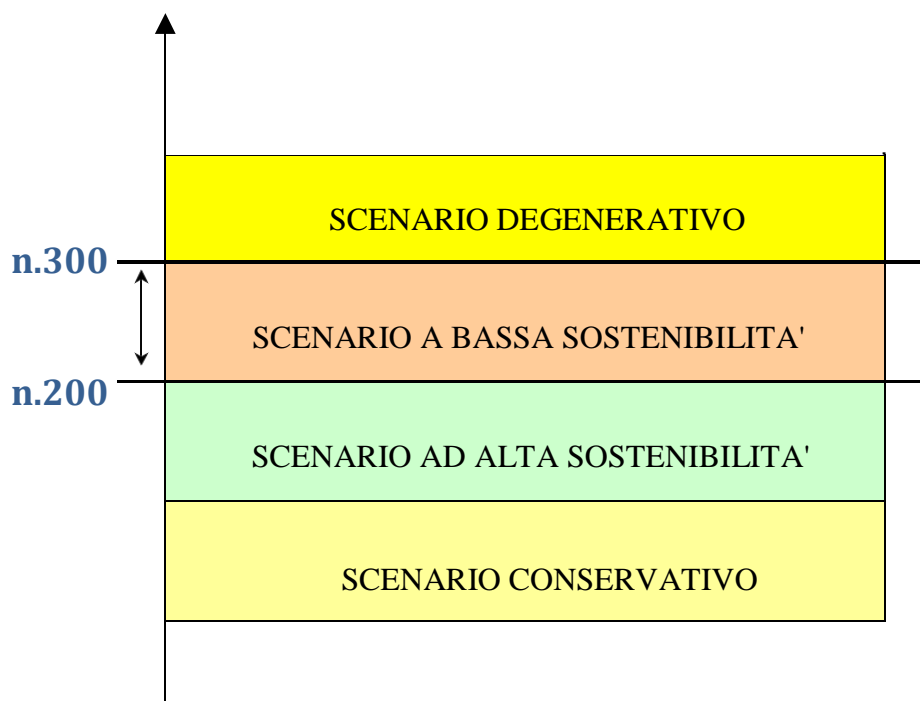 SCENARIO DEGENERATIVO
n.300
SCENARIO A BASSA SOSTENIBILITA'
n.200
SCENARIO AD ALTA SOSTENIBILITA'
SCENARIO CONSERVATIVO